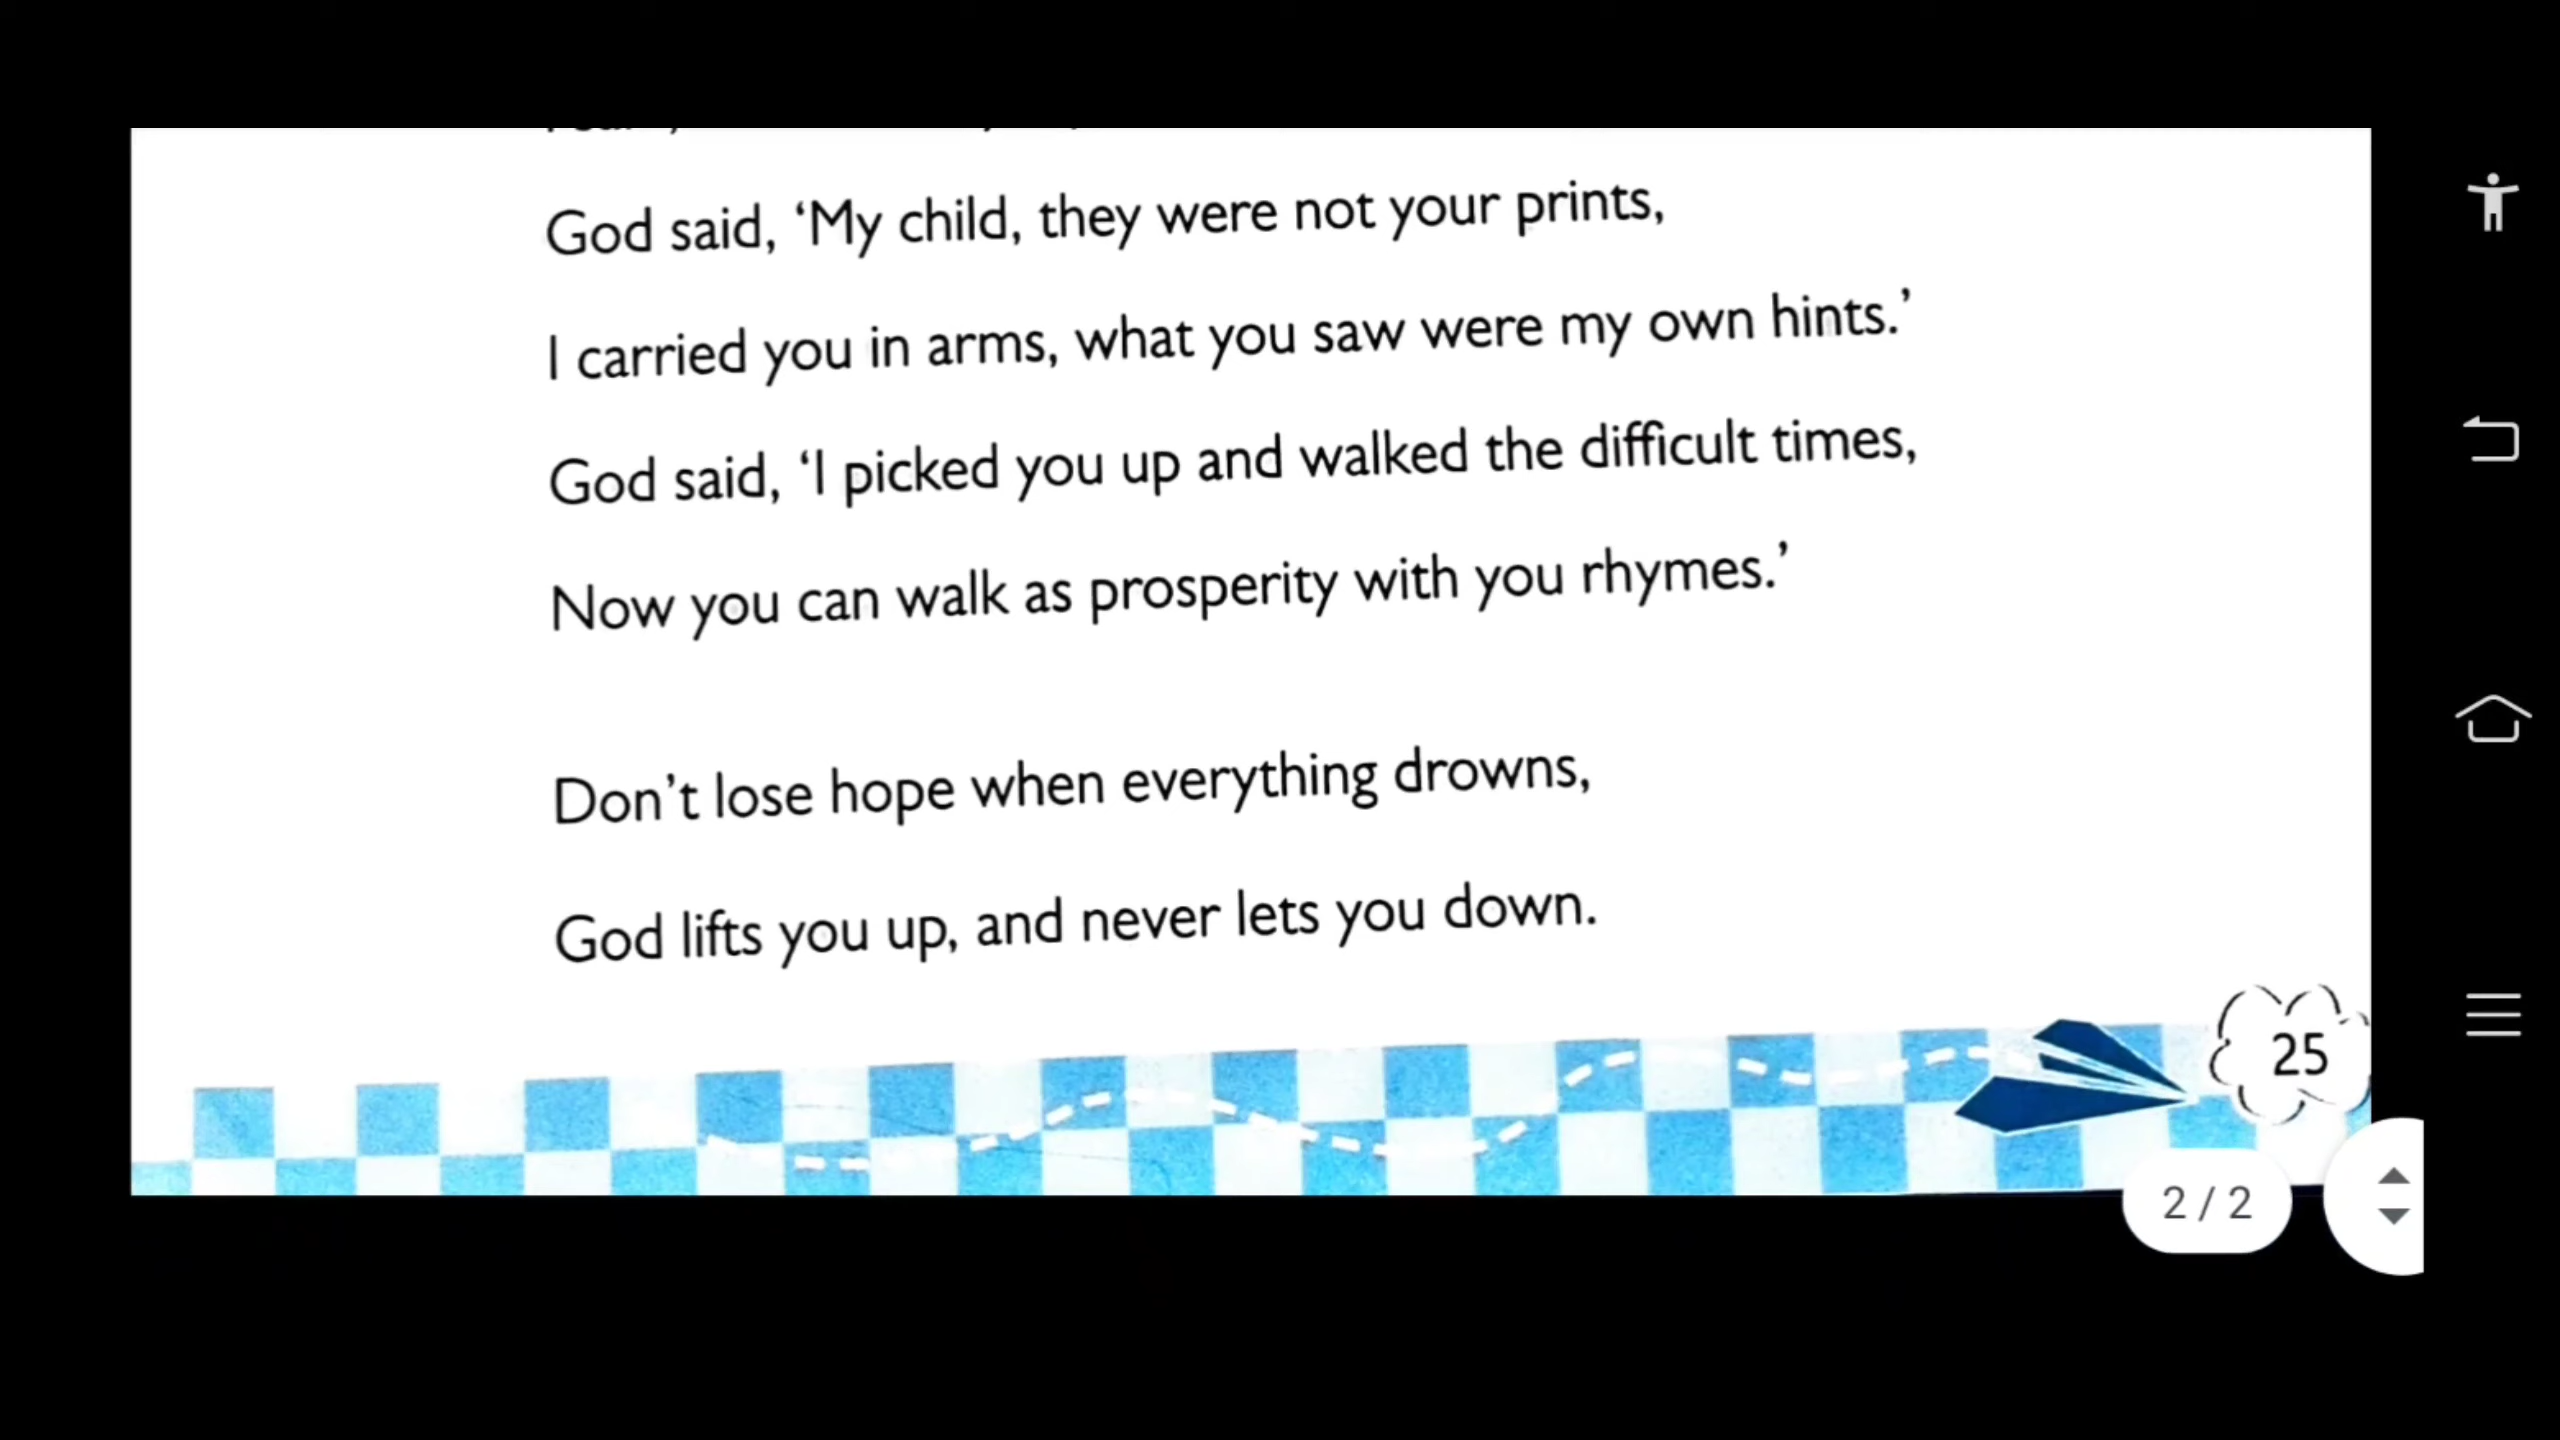 God said, ‘My child, they were not your prints,
I carried you in arms, what you saw were my own hints.’
God said, ‘I picked you up and walked the difficult times,
Now you can walk as prosperity with you rhymes.’
Don’t lose hope when everything drowns,
God lifts you up, and never lets you down.
25
2 / 2